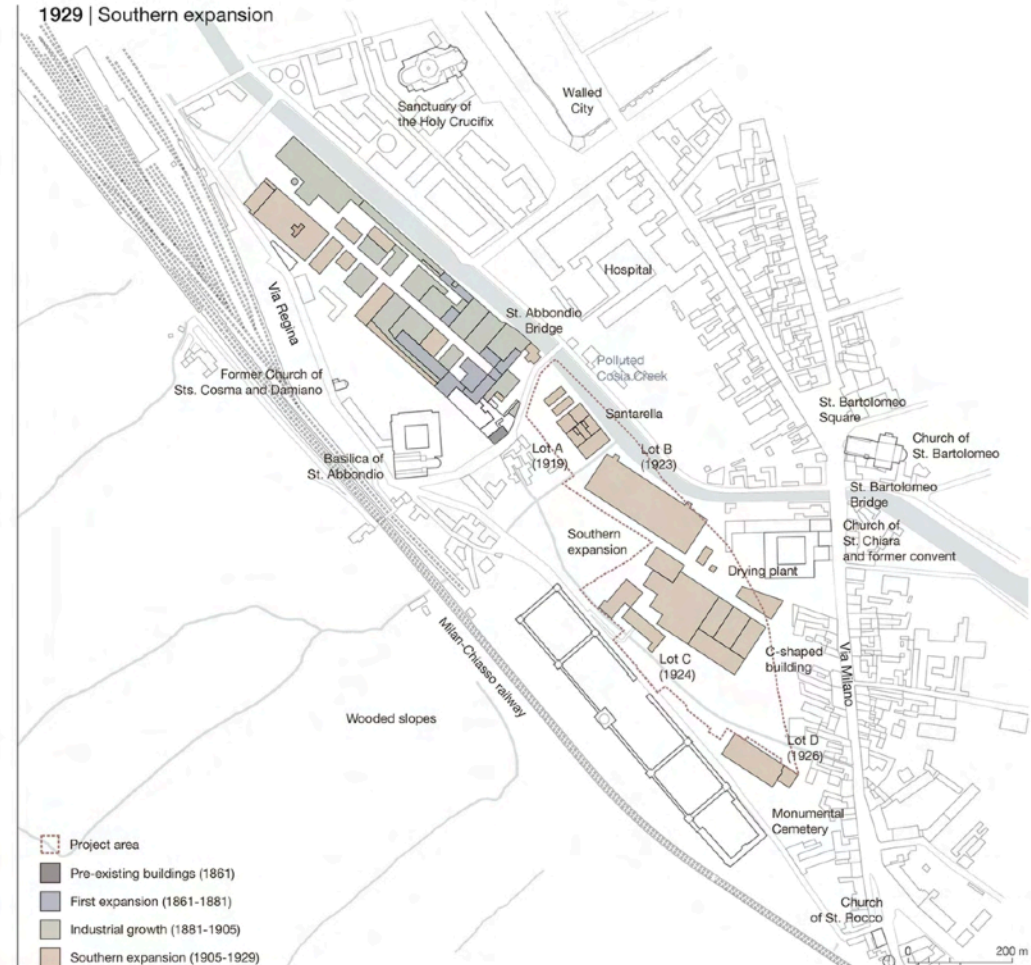 1929 | Southern expansion
Walled
City
Sanctuary of
the Holy Crucifix
Hospital
Via Regina
St. Abbondio
Bridge
Polluted
Cosia Creek
Former Church of
Sts. Cosma and Damiano
Santarella
St. Bartolomeo
Square
Church of
St. Bartolomeo
Basilica of
St. Abbondio
Lot A
(1919)
Lot B
(1923)
St. Bartolomeo
Bridge
Southern
expansion
Church of
St. Chiara
and former convent
Drying plant
Milan-Chiasso railway
Lot C
(1924)
C-shaped
building
Via Milano
Wooded slopes
Lot D
(1926)
Monumental
Cemetery
Project area
Pre-existing buildings (1861)
First expansion (1861-1881)
Industrial growth (1881-1905)
Southern expansion (1905-1929)
Church
of St. Rocco
0
200 m